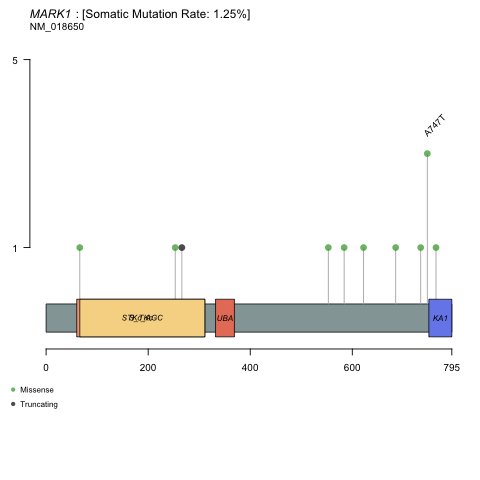 MARK1 : [Somatic Mutation Rate: 1.25%]
NM_018650
5
A747T
1
UBA
KA1
0
200
400
600
795
Missense
Truncating